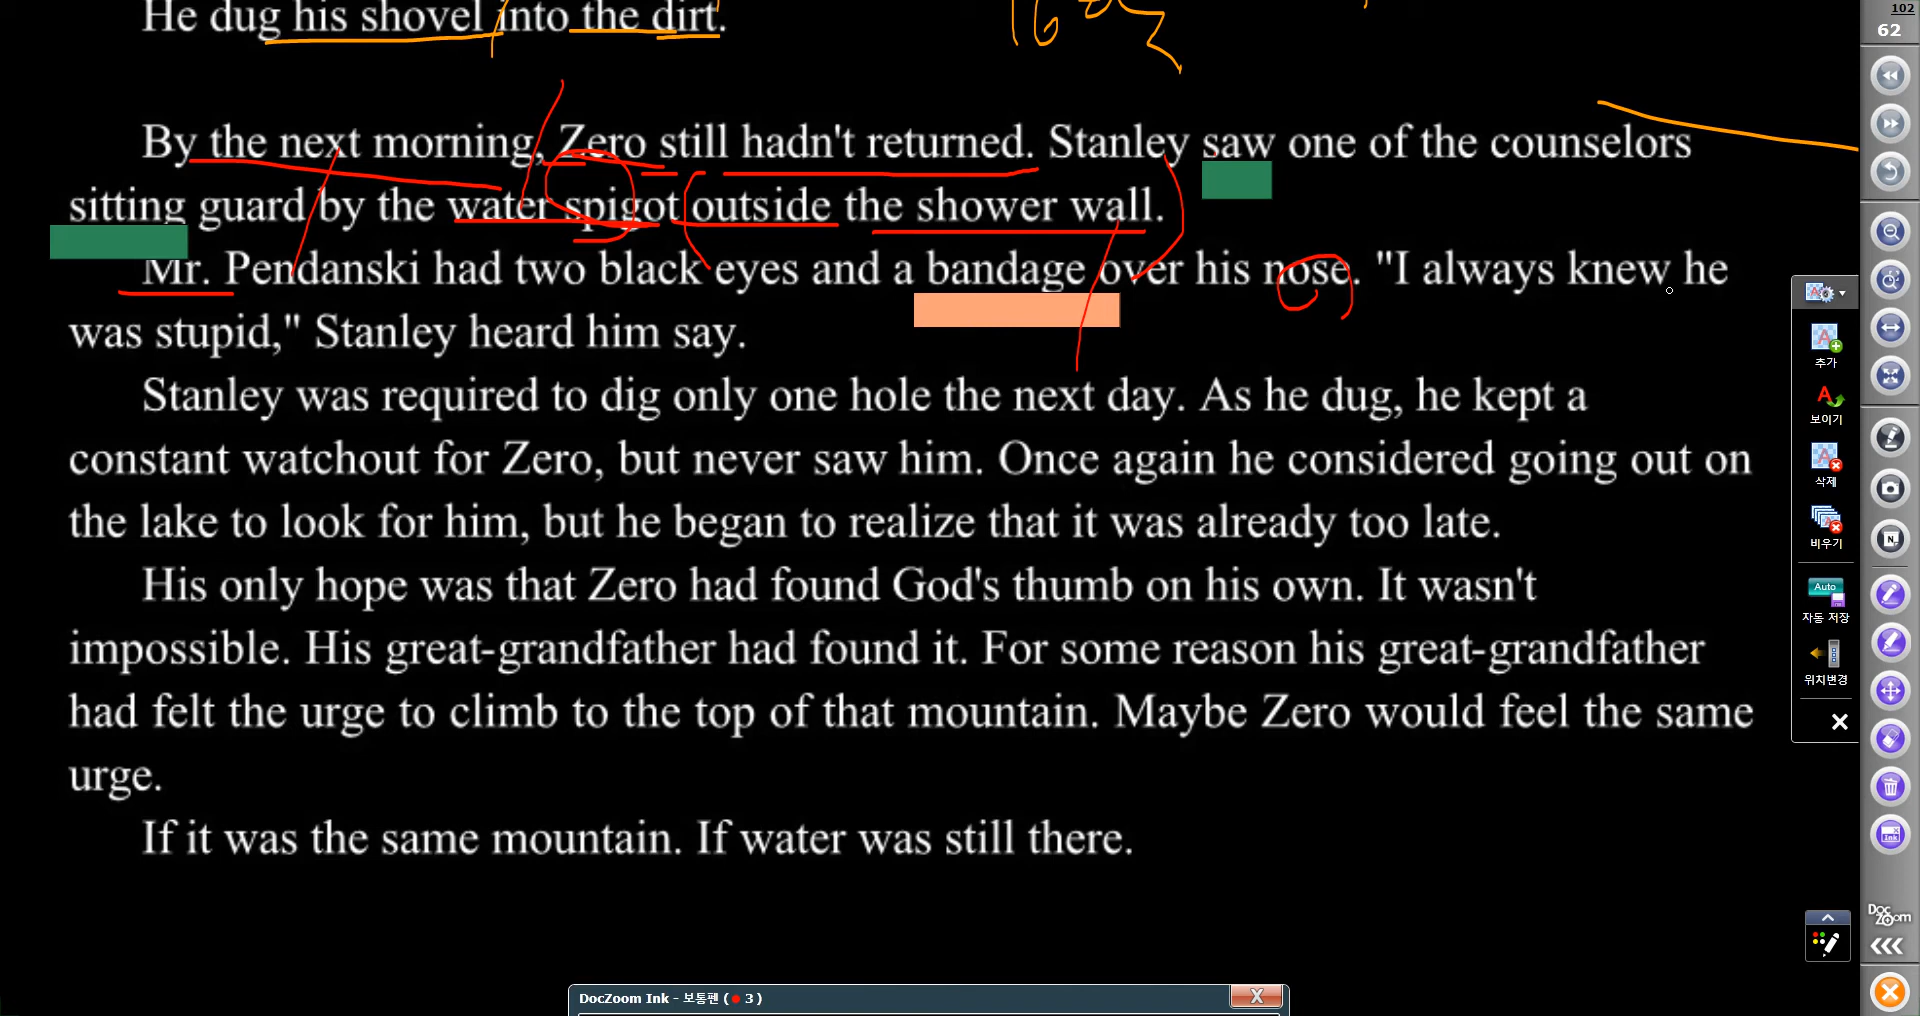 He dug his shovel into the dirt.
By the next morning, Zero still hadn't returned. Stanley saw one of the counselors
sitting guard by the water spigot outside the shower wall.
Mr. Pendanski had two black eyes and a bandage over his nose. "I always knew he
was stupid," Stanley heard him say.
Stanley was required to dig only one hole the next day. As he dug, he kept a
constant watchout for Zero, but never saw him. Once again he considered going out on
the lake to look for him, but he began to realize that it was already too late.
His only hope was that Zero had found God's thumb on his own. It wasn't
impossible. His great-grandfather had found it. For some reason his great-grandfather
had felt the urge to climb to the top of that mountain. Maybe Zero would feel the same
urge.
If it was the same mountain. If water was still there.
102
62
추가
보이기
삭제
비우기
Auto
자동 저장
위치변경
DocZoom
DocZoom Ink - 보통펜 ( 3 )